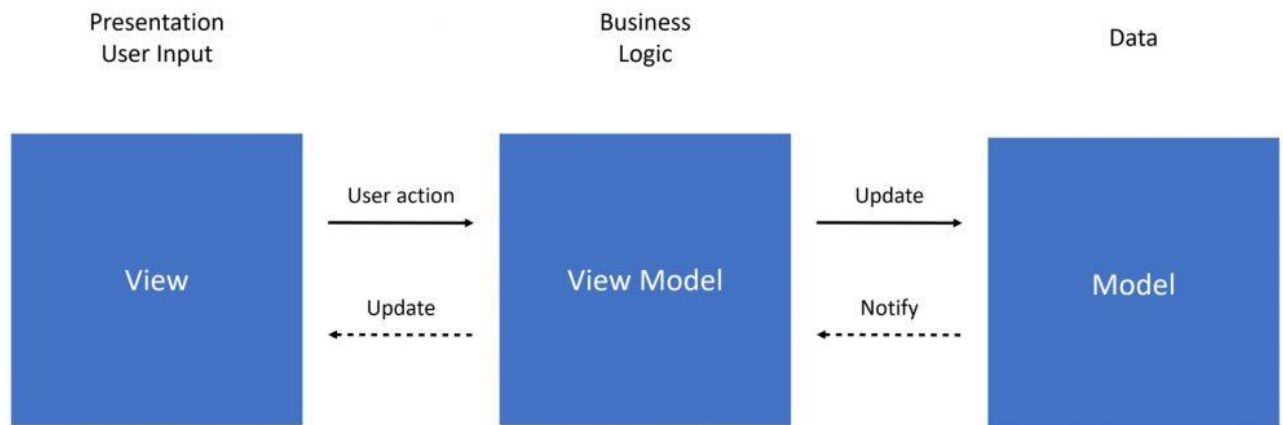 Presentation
User Input
Business
Logic
Data
User action
Update
View
View Model
Model
Update
Notify